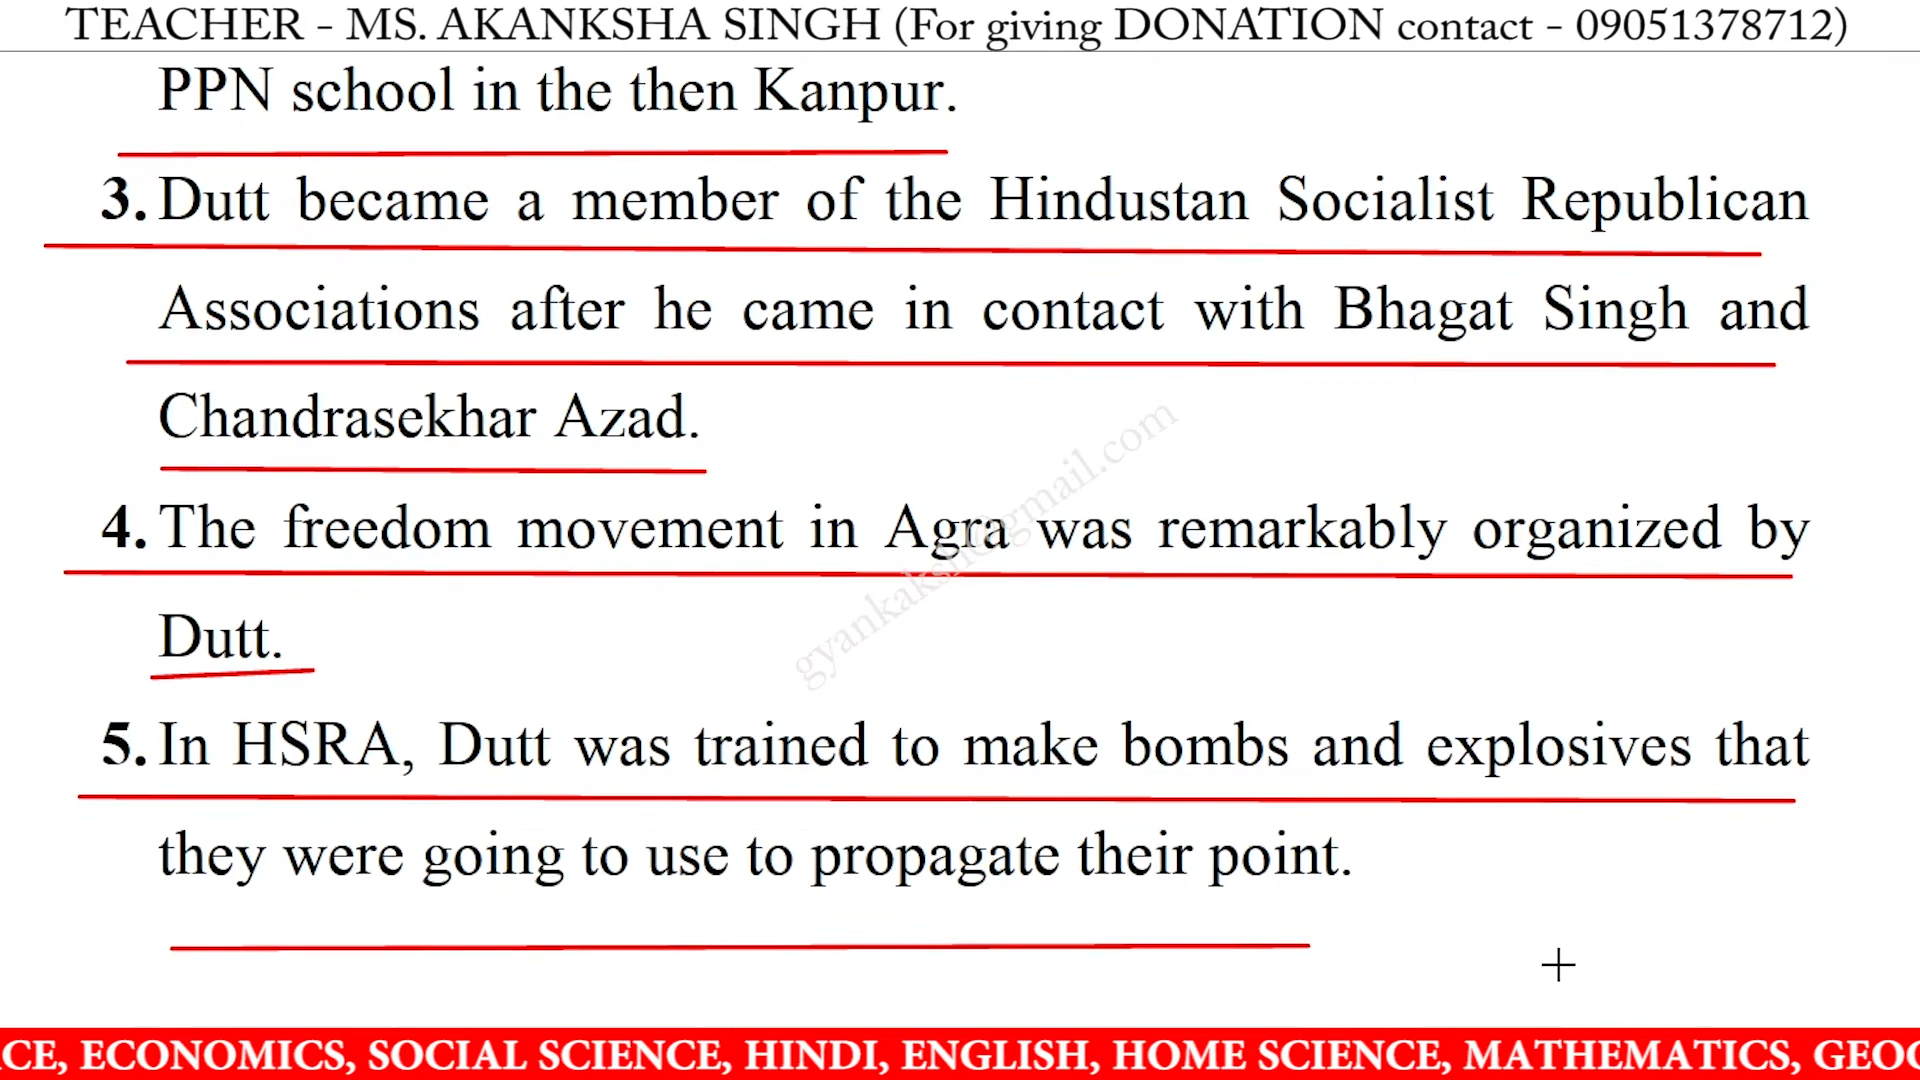 TEACHER - MS. AKANKSHA SINGH (For giving DONATION contact - 09051378712)
PPN school in the then Kanpur.
3. Dutt became a member of the Hindustan Socialist Republican
Associations after he came in contact with Bhagat Singh and
Chandrasekhar Azad.
4. The freedom movement in Agra was remarkably organized by
Dutt.
5. In HSRA, Dutt was trained to make bombs and explosives that
they were going to use to propagate their point.
gyankaksh@gmail.com
CE, ECONOMICS, SOCIAL SCIENCE, HINDI, ENGLISH, HOME SCIENCE, MATHEMATICS, GEOG